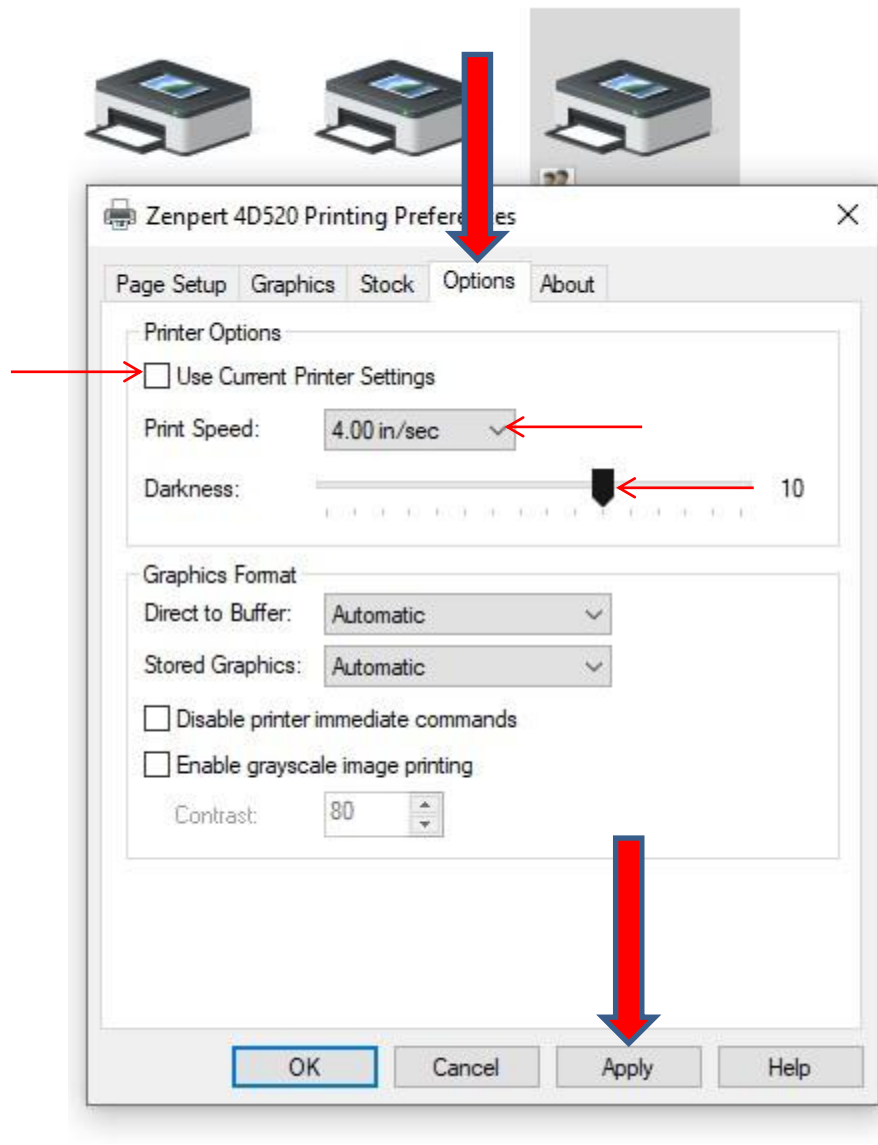 Zenpert 4D520 Printing Preferences
Page Setup Graphics Stock Options About
Printer Options
Use Current Printer Settings
Print Speed: 4.00 in/sec
Darkness: 10
Graphics Format
Direct to Buffer: Automatic
Stored Graphics: Automatic
Disable printer immediate commands
Enable grayscale image printing
Contrast: 80
OK Cancel Apply Help